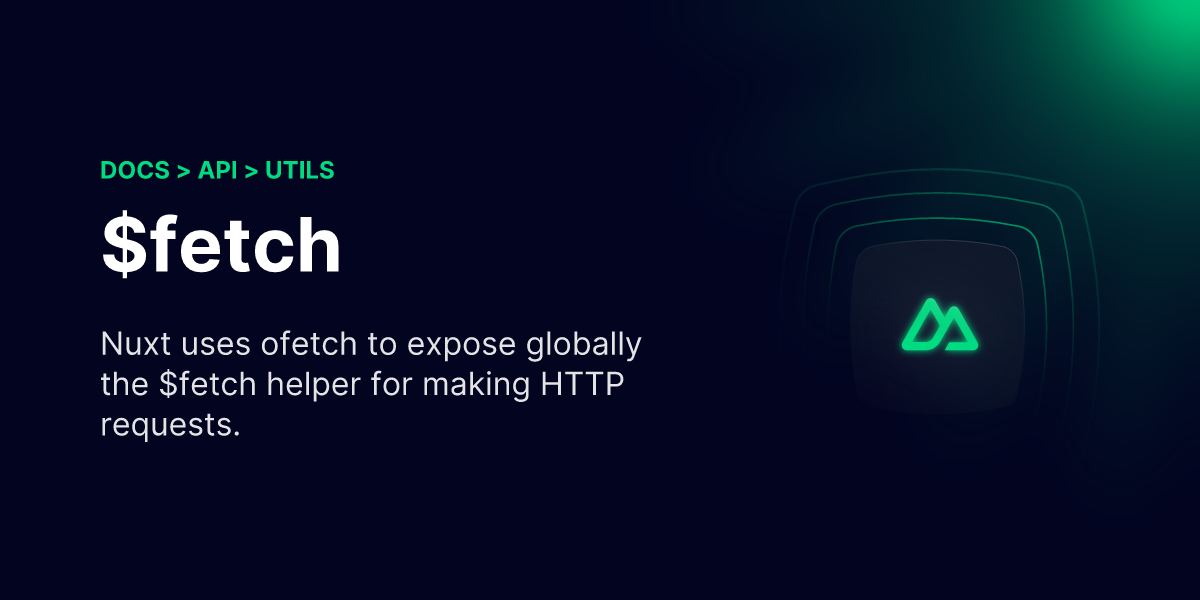 DOCS > API > UTILS
$fetch
Nuxt uses ofetch to expose globally
the $fetch helper for making HTTP
requests.